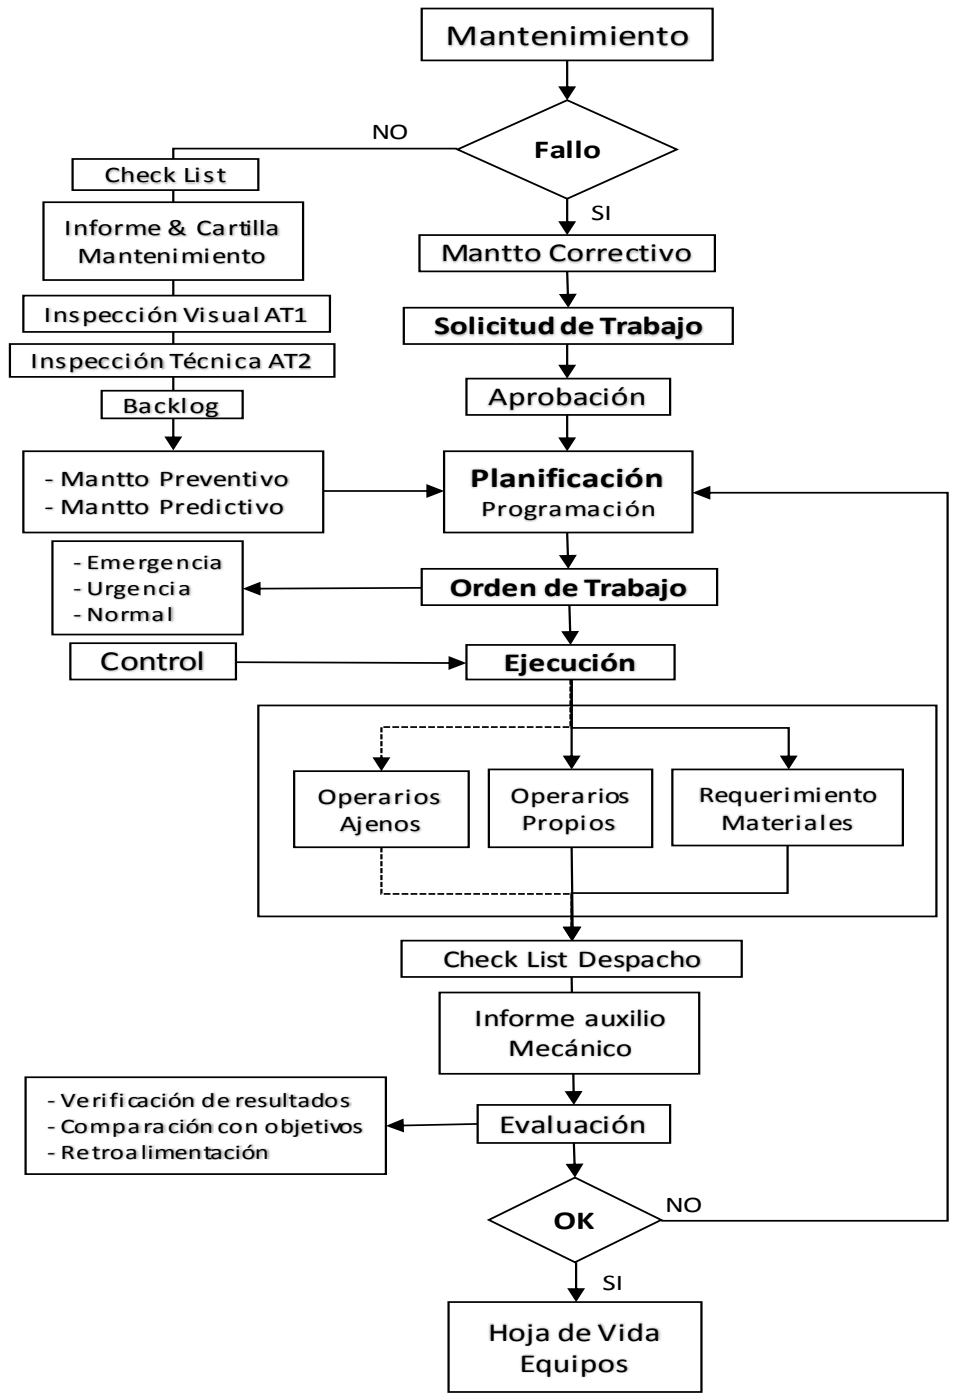 Mantenimiento
Fallo
NO
SI
Check List
Informe & Cartilla
Mantenimiento
Inspección Visual AT1
Inspección Técnica AT2
Backlog
- Mantto Preventivo
- Mantto Predictivo
Mantto Correctivo
Solicitud de Trabajo
Aprobación
Planificación
Programación
Orden de Trabajo
- Emergencia
- Urgencia
- Normal
Control
Ejecución
Operarios
Ajenos
Operarios
Propios
Requerimiento
Materiales
Check List Despacho
Informe auxilio
Mecánico
Evaluación
- Verificación de resultados
- Comparación con objetivos
- Retroalimentación
OK
NO
SI
Hoja de Vida
Equipos